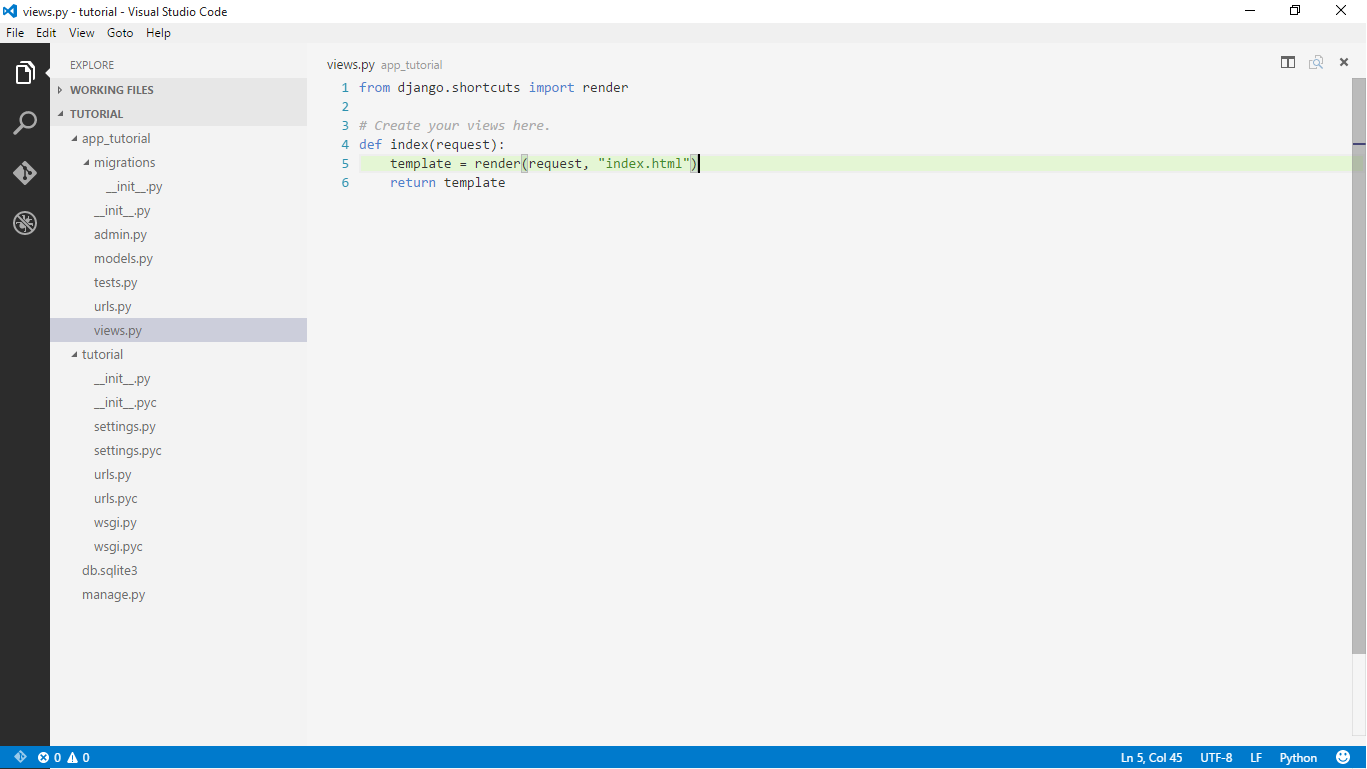 views.py - tutorial - Visual Studio Code
File Edit View Goto Help
EXPLORE
WORKING FILES
TUTORIAL
app_tutorial
migrations
__init__.py
__init__.py
admin.py
models.py
tests.py
urls.py
views.py
tutorial
__init__.py
__init__.pyc
settings.py
settings.pyc
urls.py
urls.pyc
wsgi.py
wsgi.pyc
db.sqlite3
manage.py
views.py app_tutorial
1 from django.shortcuts import render
2
3 # Create your views here.
4 def index(request):
5     template = render(request, "index.html")
6     return template
0 0 Ln 5, Col 45 UTF-8 LF Python